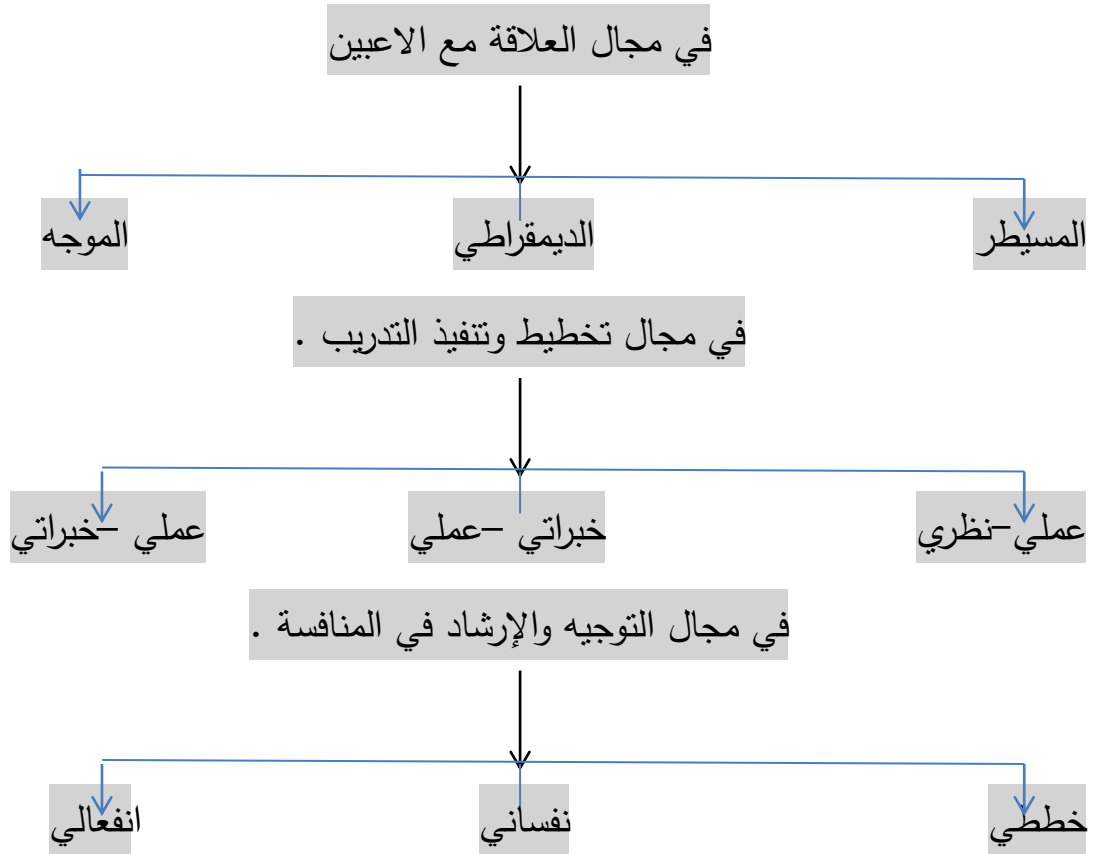 في مجال العلاقة مع الاعبين
المسيطر الديمقراطي الموجه
في مجال تخطيط وتنفيذ التدريب .
عملي –نظري خبراتي –عملي عملي –خبراتي
في مجال التوجيه والإرشاد في المنافسة .
خططي نفساني انفعالي